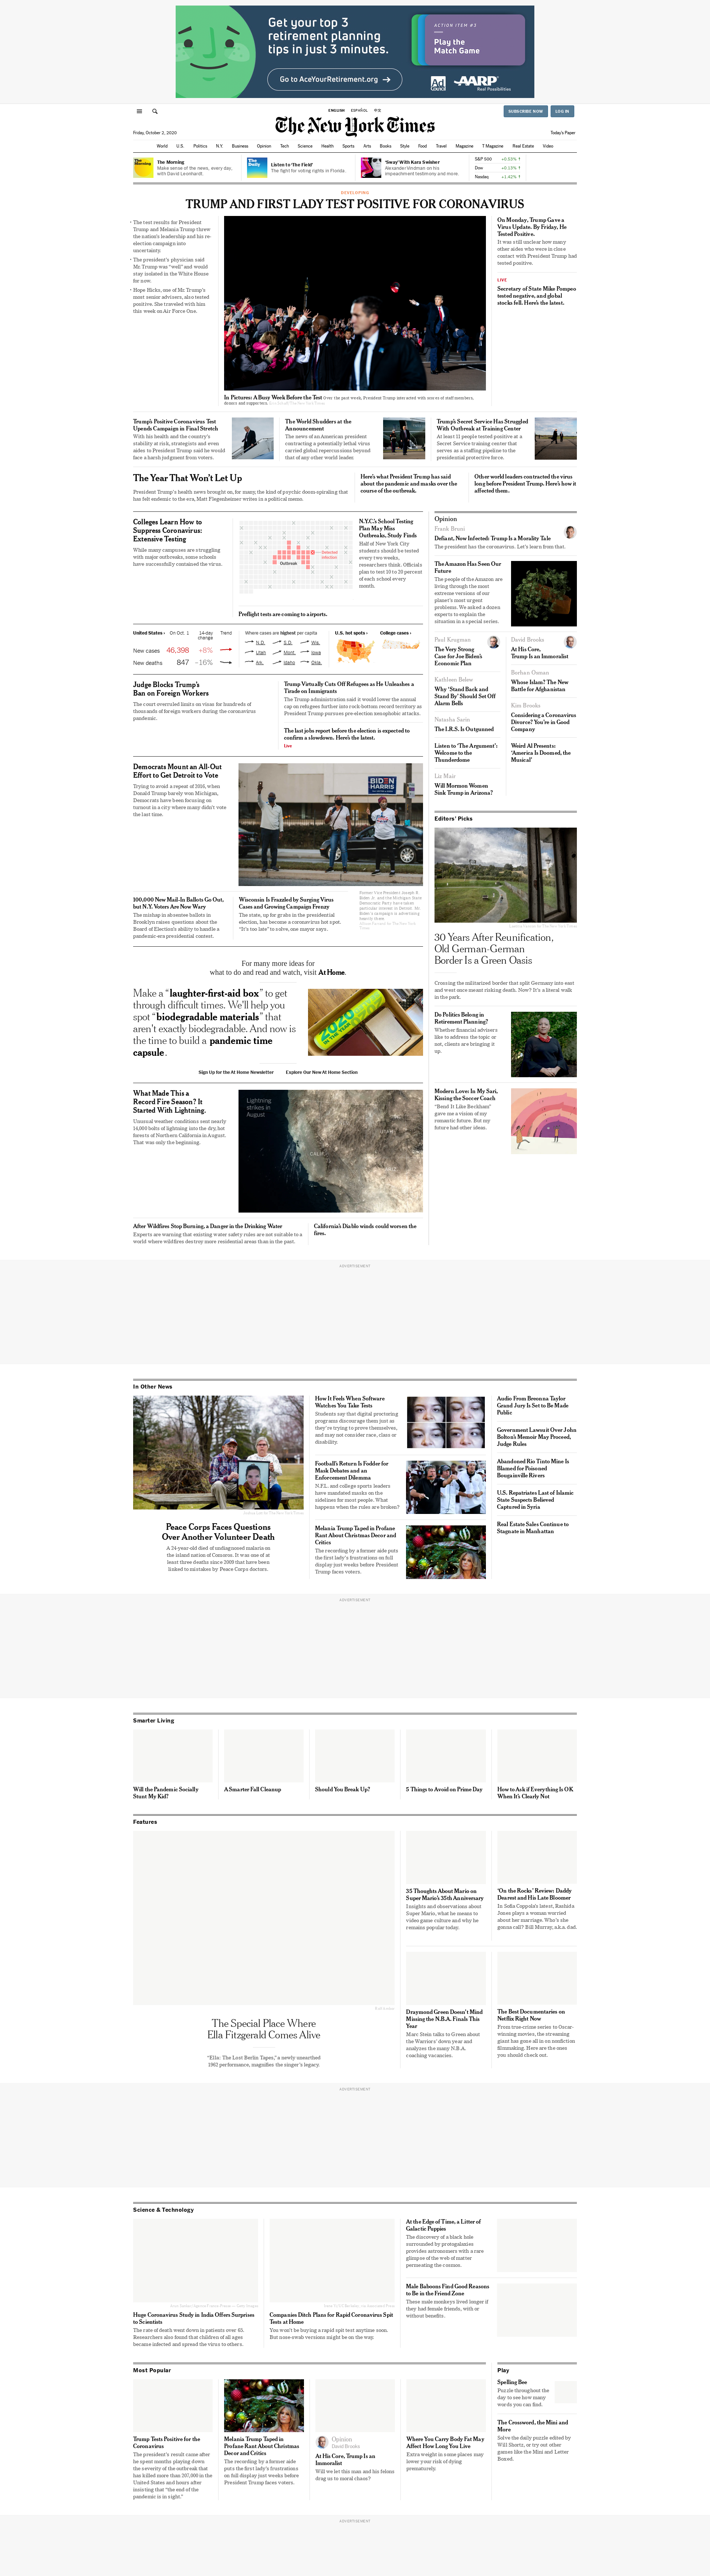 Get your top 3
retirement planning
tips in just 3 minutes.
Go to AceYourRetirement.org
ACTION ITEM #3
Play the
Match Game
Ad Council
AARP
Real Possibilities
ENGLISH ESPAÑOL 中文
SUBSCRIBE NOW LOG IN
The New York Times
Friday, October 2, 2020
Today's Paper
World U.S. Politics N.Y. Business Opinion Tech Science Health Sports Arts Books Style Food Travel Magazine T Magazine Real Estate Video
The Morning
Make sense of the news, every day,
with David Leonhardt.
Listen to 'The Field'
The fight for voting rights in Florida.
'Sway' With Kara Swisher
Alexander Vindman on his
impeachment testimony and more.
S&P 500
Dow
Nasdaq
DEVELOPING
TRUMP AND FIRST LADY TEST POSITIVE FOR CORONAVIRUS
The test results for President
Trump and Melania Trump threw
the nation's leadership and his re-
election campaign into
uncertainty.
The president's physician said
Mr. Trump was "well" and would
stay isolated in the White House
for now.
Hope Hicks, one of Mr. Trump's
most senior advisers, also tested
positive. She traveled with him
this week on Air Force One.
In Pictures: A Busy Week Before the Test Over the past week, President Trump interacted with scores of staff members,
donors and supporters.
On Monday, Trump Gave a
Virus Update. By Friday, He
Tested Positive.
It was still unclear how many
other aides who were in close
contact with President Trump had
tested positive.
LIVE
Secretary of State Mike Pompeo
tested negative, and global
stocks fell. Here's the latest.
Trump's Positive Coronavirus Test
Upends Campaign in Final Stretch
With his health and the country's
stability at risk, strategists and even
aides to President Trump said he would
face a harsh judgment from voters.
The World Shudders at the
Announcement
The news of an American president
contracting a potentially lethal virus
carried global repercussions beyond
that of any other world leader.
Trump's Secret Service Has Struggled
With Outbreak at Training Center
At least 11 people tested positive at a
Secret Service training center that
serves as a staffing pipeline to the
presidential protective force.
The Year That Won't Let Up
President Trump's health news brought on, for many, the kind of psychic doom-spiraling that
has felt endemic to the era, Matt Flegenheimer writes in a political memo.
Here's what President Trump has said
about the pandemic and masks over the
course of the outbreak.
Other world leaders contracted the virus
long before President Trump. Here's how it
affected them.
Colleges Learn How to
Suppress Coronavirus:
Extensive Testing
While many campuses are struggling
with major outbreaks, some schools
have successfully contained the virus.
Detected
infection
Outbreak
N.Y.C.'s School Testing
Plan May Miss
Outbreaks, Study Finds
Half of New York City
students should be tested
every two weeks,
researchers think. Officials
plan to test 10 to 20 percent
of each school every
month.
Preflight tests are coming to airports.
United States › On Oct. 1 14-day
change Trend
New cases 46,398 +8%
New deaths 847 −16%
Where cases are highest per capita
N.D. S.D. Wis.
Utah Mont. Iowa
Ark. Idaho Okla.
U.S. hot spots › College cases ›
Judge Blocks Trump's
Ban on Foreign Workers
The court overruled limits on visas for hundreds of
thousands of foreign workers during the coronavirus
pandemic.
Trump Virtually Cuts Off Refugees as He Unleashes a
Tirade on Immigrants
The Trump administration said it would lower the annual
cap on refugees further into rock-bottom record territory as
President Trump pursues pre-election xenophobic attacks.
The last jobs report before the election is expected to
confirm a slowdown. Here's the latest.
Live
Democrats Mount an All-Out
Effort to Get Detroit to Vote
Trying to avoid a repeat of 2016, when
Donald Trump barely won Michigan,
Democrats have been focusing on
turnout in a city where many didn't vote
the last time.
BIDEN
HARRIS
100,000 New Mail-In Ballots Go Out,
but N.Y. Voters Are Now Wary
The mishap in absentee ballots in
Brooklyn raises questions about the
Board of Election's ability to handle a
pandemic-era presidential contest.
Wisconsin Is Frazzled by Surging Virus
Cases and Growing Campaign Frenzy
The state, up for grabs in the presidential
election, has become a coronavirus hot spot.
"It's too late" to solve, one mayor says.
For many more ideas for
what to do and read and watch, visit At Home.
Make a "laughter-first-aid box" to get
through difficult times. We'll help you
spot "biodegradable materials" that
aren't exactly biodegradable. And now is
the time to build a pandemic time
capsule.
Sign Up for the At Home Newsletter Explore Our New At Home Section
What Made This a
Record Fire Season? It
Started With Lightning.
Unusual weather conditions sent nearly
14,000 bolts of lightning into the dry, hot
forests of Northern California in August.
That was only the beginning.
Lightning
strikes in
August
After Wildfires Stop Burning, a Danger in the Drinking Water
Experts are warning that existing water safety rules are not suitable to a
world where wildfires destroy more residential areas than in the past.
California's Diablo winds could worsen the
fires.
Opinion
Frank Bruni
Defiant, Now Infected: Trump Is a Morality Tale
The president has the coronavirus. Let's learn from that.
The Amazon Has Seen Our
Future
The people of the Amazon are
living through the most
extreme versions of our
planet's most urgent
problems. We asked a dozen
experts to explain the
situation in a special series.
Paul Krugman
The Very Strong
Case for Joe Biden's
Economic Plan
Kathleen Belew
Why 'Stand Back and
Stand By' Should Set Off
Alarm Bells
Natasha Sarin
The I.R.S. Is Outgunned
Listen to 'The Argument':
Welcome to the
Thunderdome
Liz Mair
Will Mormon Women
Sink Trump in Arizona?
David Brooks
At His Core,
Trump Is an Immoralist
Borhan Osman
Whose Islam? The New
Battle for Afghanistan
Kim Brooks
Considering a Coronavirus
Divorce? You're in Good
Company
Weird Al Presents:
'America Is Doomed, the
Musical'
Editors' Picks
30 Years After Reunification,
Old German-German
Border Is a Green Oasis
Crossing the militarized border that split Germany into east
and west once meant risking death. Now? It's a literal walk
in the park.
Do Politics Belong in
Retirement Planning?
Whether financial advisers
like to address the topic or
not, clients are bringing it
up.
Modern Love: In My Sari,
Kissing the Soccer Coach
"Bend It Like Beckham"
gave me a vision of my
romantic future. But my
future had other ideas.
ADVERTISEMENT
In Other News
Peace Corps Faces Questions
Over Another Volunteer Death
A 24-year-old died of undiagnosed malaria on
the island nation of Comoros. It was one of at
least three deaths since 2009 that have been
linked to mistakes by Peace Corps doctors.
How It Feels When Software
Watches You Take Tests
Students say that digital proctoring
programs discourage them just as
they're trying to prove themselves,
and may not consider race, class or
disability.
Football's Return Is Fodder for
Mask Debates and an
Enforcement Dilemma
N.F.L. and college sports leaders
have mandated masks on the
sidelines for most people. What
happens when the rules are broken?
Melania Trump Taped in Profane
Rant About Christmas Decor and
Critics
The recording by a former aide puts
the first lady's frustrations on full
display just weeks before President
Trump faces voters.
Audio From Breonna Taylor
Grand Jury Is Set to Be Made
Public
Government Lawsuit Over John
Bolton's Memoir May Proceed,
Judge Rules
Abandoned Rio Tinto Mine Is
Blamed for Poisoned
Bougainville Rivers
U.S. Repatriates Last of Islamic
State Suspects Believed
Captured in Syria
Real Estate Sales Continue to
Stagnate in Manhattan
ADVERTISEMENT
Smarter Living
Will the Pandemic Socially
Stunt My Kid?
A Smarter Fall Cleanup
Should You Break Up?
5 Things to Avoid on Prime Day
How to Ask if Everything Is OK
When It's Clearly Not
Features
The Special Place Where
Ella Fitzgerald Comes Alive
"Ella: The Lost Berlin Tapes," a newly unearthed
1962 performance, magnifies the singer's legacy.
35 Thoughts About Mario on
Super Mario's 35th Anniversary
Insights and observations about
Super Mario, what he means to
video game culture and why he
remains popular today.
'On the Rocks' Review: Daddy
Dearest and His Late Bloomer
In Sofia Coppola's latest, Rashida
Jones plays a woman worried
about her marriage. Who's she
gonna call? Bill Murray, a.k.a. dad.
Draymond Green Doesn't Mind
Missing the N.B.A. Finals This
Year
Marc Stein talks to Green about
the Warriors' down year and
analyzes the many N.B.A.
coaching vacancies.
The Best Documentaries on
Netflix Right Now
From true-crime series to Oscar-
winning movies, the streaming
giant has gone all in on nonfiction
filmmaking. Here are the ones
you should check out.
ADVERTISEMENT
Science & Technology
Huge Coronavirus Study in India Offers Surprises
to Scientists
The rate of death went down in patients over 65.
Researchers also found that children of all ages
became infected and spread the virus to others.
Companies Ditch Plans for Rapid Coronavirus Spit
Tests at Home
You won't be buying a rapid spit test anytime soon.
But nose-swab versions might be on the way.
At the Edge of Time, a Litter of
Galactic Puppies
The discovery of a black hole
surrounded by protogalaxies
provides astronomers with a rare
glimpse of the web of matter
permeating the cosmos.
Male Baboons Find Good Reasons
to Be in the Friend Zone
These male monkeys lived longer if
they had female friends, with or
without benefits.
Most Popular
Trump Tests Positive for the
Coronavirus
The president's result came after
he spent months playing down
the severity of the outbreak that
has killed more than 207,000 in the
United States and hours after
insisting that "the end of the
pandemic is in sight."
Melania Trump Taped in
Profane Rant About Christmas
Decor and Critics
The recording by a former aide
puts the first lady's frustrations
on full display just weeks before
President Trump faces voters.
Opinion
David Brooks
At His Core, Trump Is an
Immoralist
Will we let this man and his felons
drag us to moral chaos?
Where You Carry Body Fat May
Affect How Long You Live
Extra weight in some places may
lower your risk of dying
prematurely.
Play
Spelling Bee
Puzzle throughout the
day to see how many
words you can find.
The Crossword, the Mini and
More
Solve the daily puzzle edited by
Will Shortz, or try out other
games like the Mini and Letter
Boxed.
ADVERTISEMENT